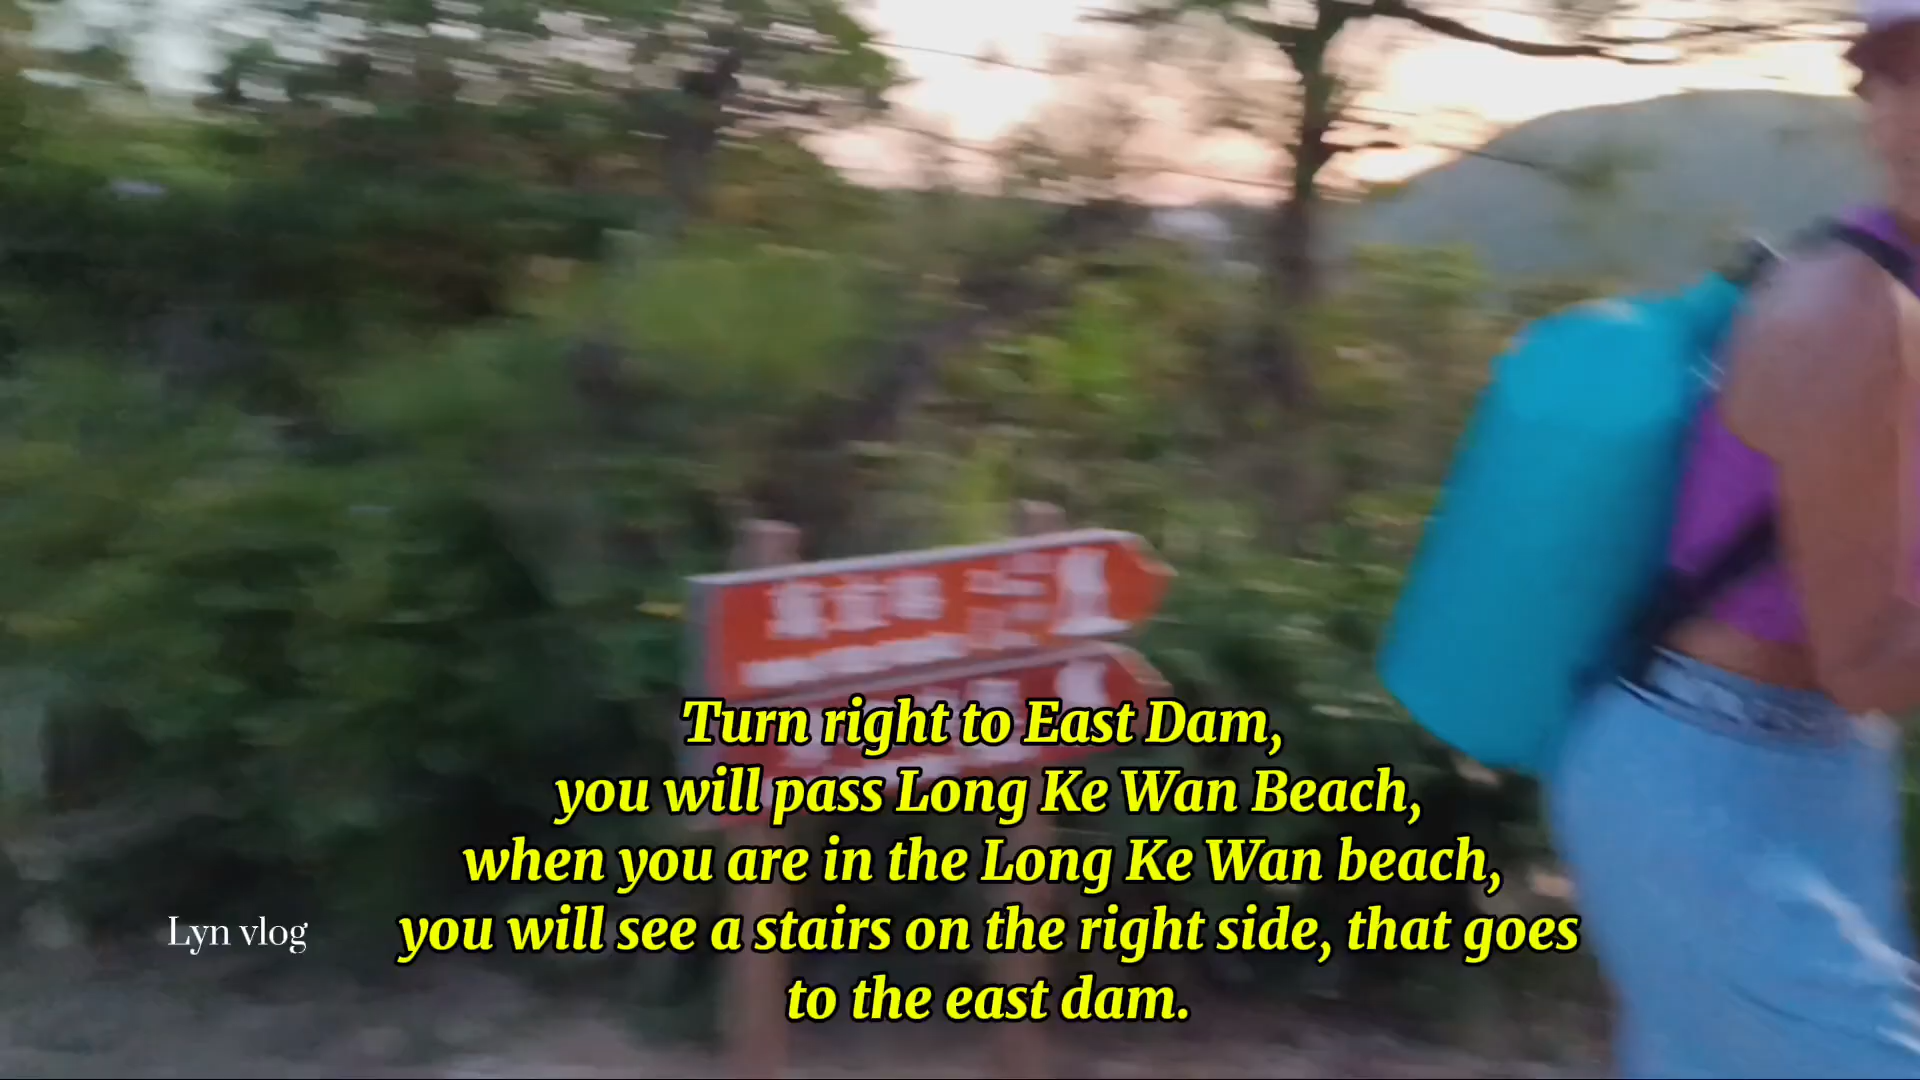 Turn right to East Dam,
you will pass Long Ke Wan Beach,
when you are in the Long Ke Wan beach,
you will see a stairs on the right side, that goes
to the east dam.
Lyn vlog